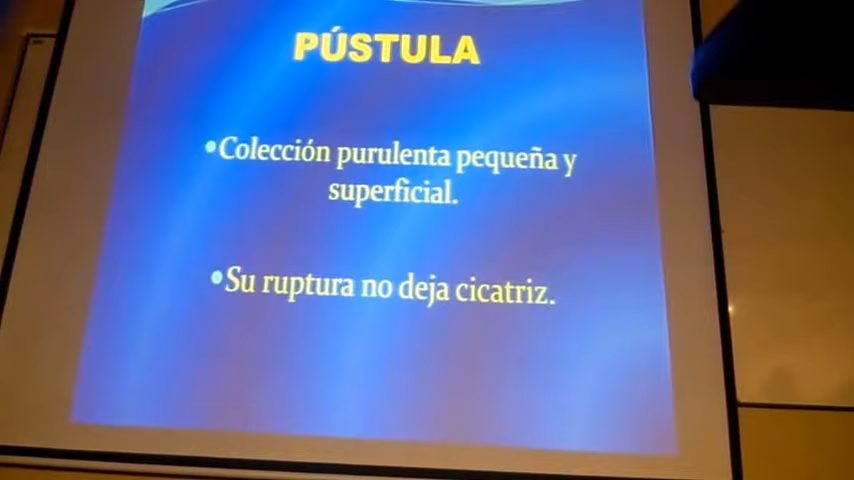 PÚSTULA
•Colección purulenta pequeña y
superficial.
•Su ruptura no deja cicatriz.